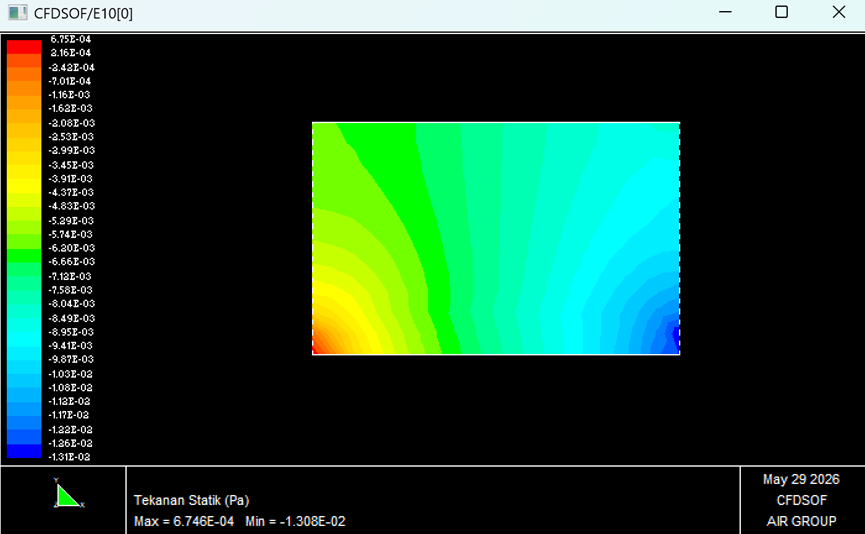 CFDSOF/E10[0]
6.75E-04
2.16E-04
-2.42E-04
-7.01E-04
-1.16E-03
-1.62E-03
-2.08E-03
-2.53E-03
-2.99E-03
-3.45E-03
-3.91E-03
-4.37E-03
-4.83E-03
-5.29E-03
-5.74E-03
-6.20E-03
-6.66E-03
-7.12E-03
-7.58E-03
-8.04E-03
-8.49E-03
-8.95E-03
-9.41E-03
-9.87E-03
-1.03E-02
-1.08E-02
-1.12E-02
-1.17E-02
-1.22E-02
-1.26E-02
-1.31E-02
Y
Z X
Tekanan Statik (Pa)
Max = 6.746E-04 Min = -1.308E-02
May 29 2026
CFDSOF
AIR GROUP